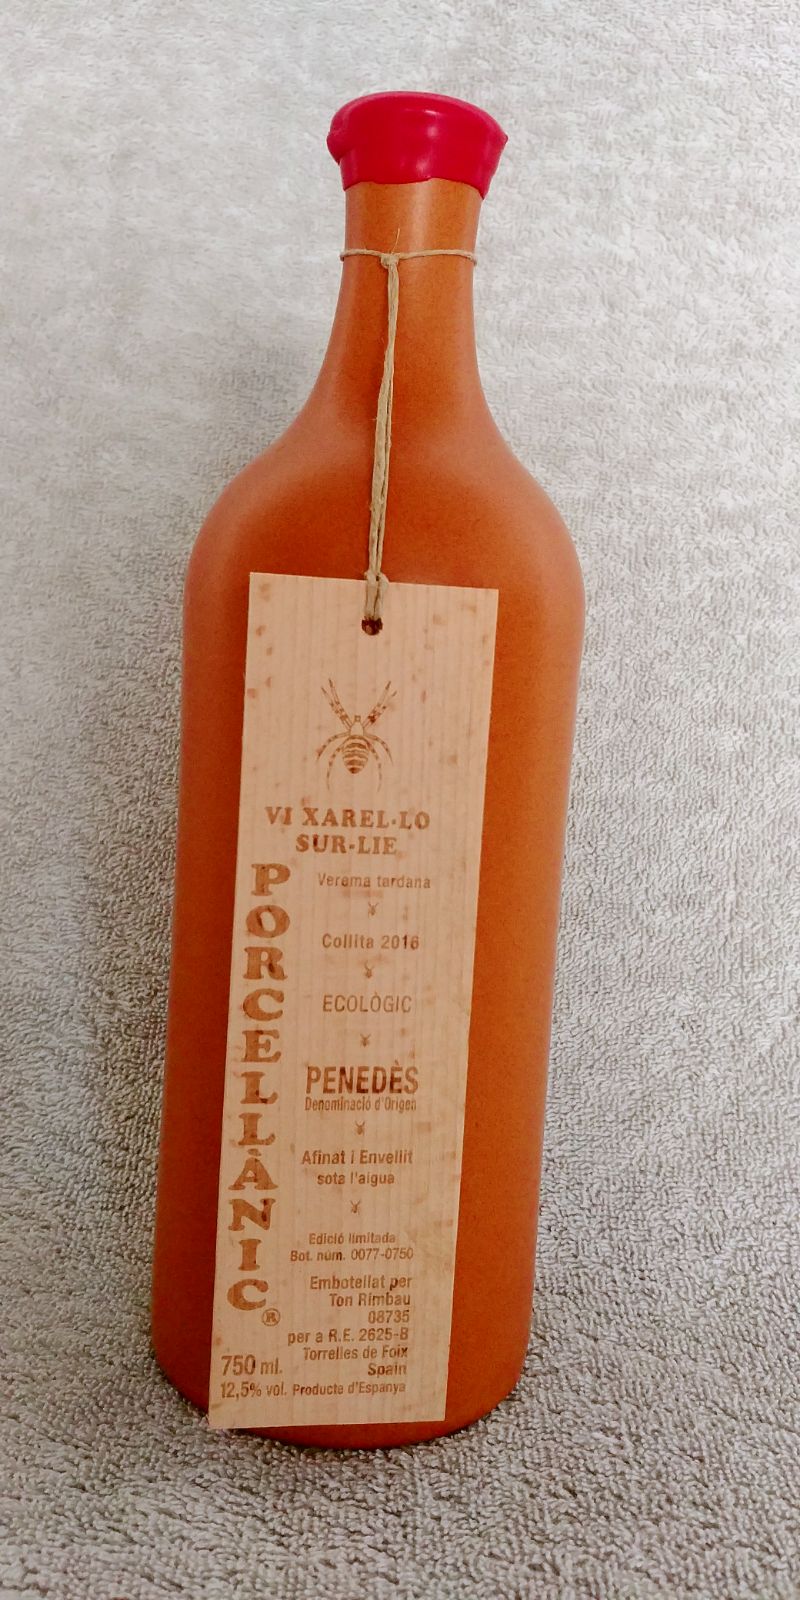 VI XAREL·LO
SUR·LIE
PORCELLÀNIC®
Verema tardana
Collita 2016
ECOLÒGIC
PENEDÈS
Denominació d'Origen
Afinat i Envellit
sota l'aigua
Edició limitada
Bot. núm. 0077-0750
Embotellat per
Ton Rimbau
08735
per a R.E. 2625-B
Torrelles de Foix
Spain
750 ml.
12,5% vol. Producte d'Espanya